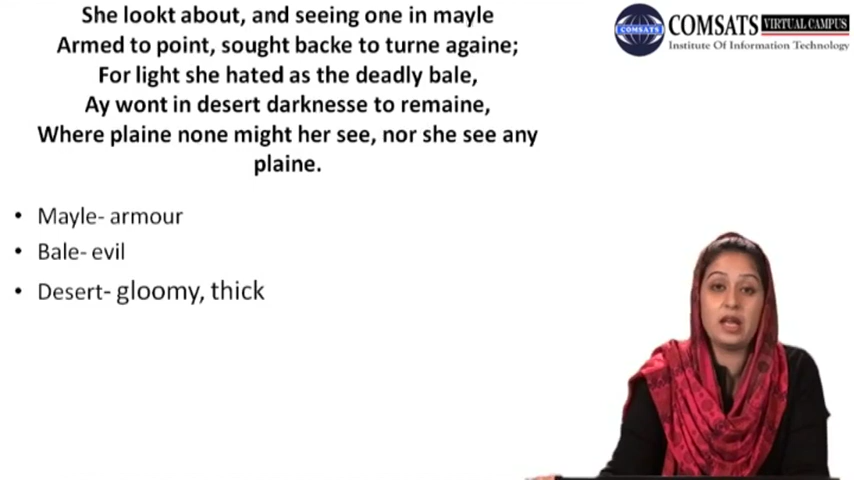 She lookt about, and seeing one in mayle
Armed to point, sought backe to turne againe;
For light she hated as the deadly bale,
Ay wont in desert darknesse to remaine,
Where plaine none might her see, nor she see any
plaine.
• Mayle- armour
• Bale- evil
• Desert- gloomy, thick
COMSATS
COMSATS VIRTUAL CAMPUS
Institute Of Information Technology